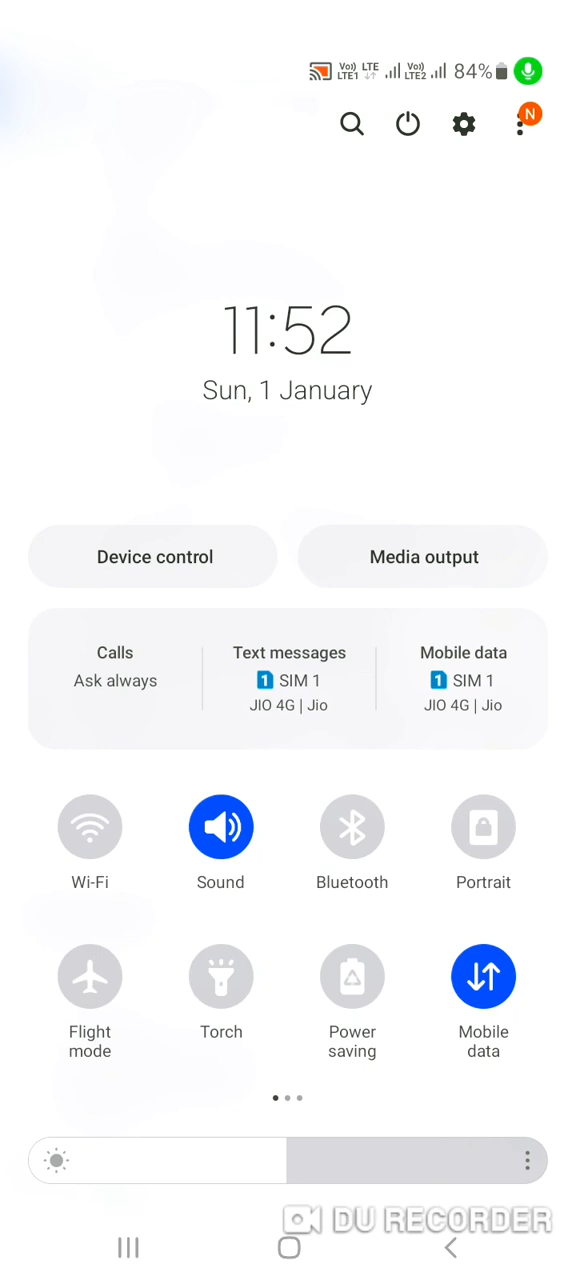 Vo)) LTE Vo)) 84%
LTE1 LTE2
N
11:52
Sun, 1 January
Device control Media output
Calls Text messages Mobile data
Ask always 1 SIM 1 1 SIM 1
JIO 4G | Jio JIO 4G | Jio
Wi-Fi Sound Bluetooth Portrait
Flight mode Torch Power saving Mobile data
DU RECORDER